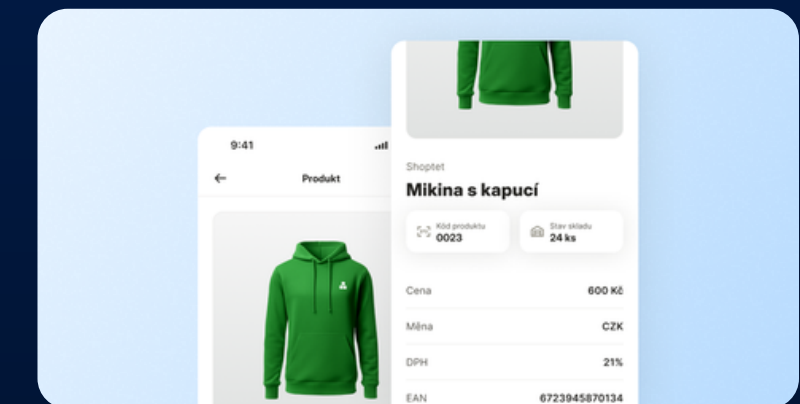 9:41
Produkt
Shoptet
Mikina s kapucí
Kód produktu
0023
Stav skladu
24 ks
Cena
600 Kč
Měna
CZK
DPH
21%
EAN
6723945870134